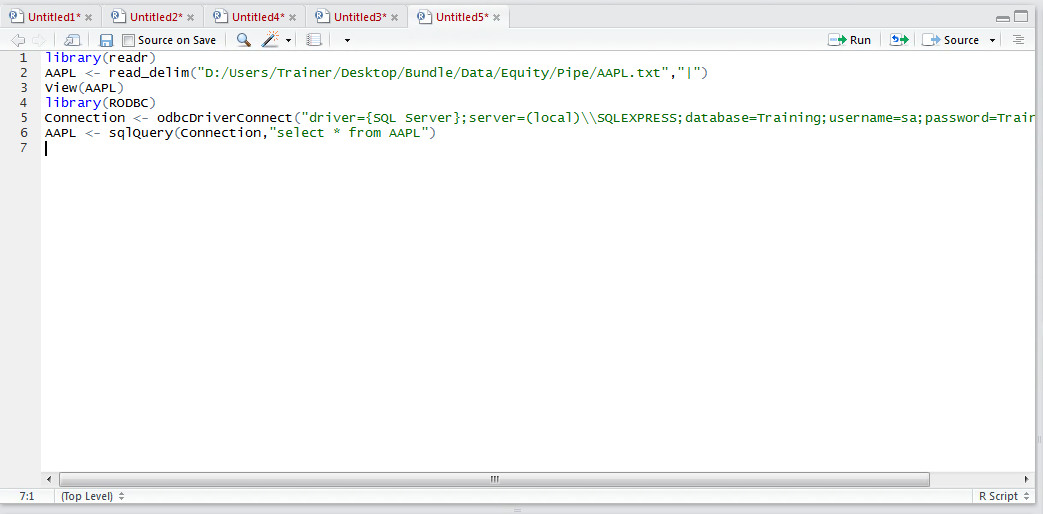 Untitled1* Untitled2* Untitled4* Untitled3* Untitled5*
Source on Save Run Source
1 library(readr)
2 AAPL <- read_delim("D:/Users/Trainer/Desktop/Bundle/Data/Equity/Pipe/AAPL.txt","|")
3 View(AAPL)
4 library(RODBC)
5 Connection <- odbcDriverConnect("driver={SQL Server};server=(local)\\SQLEXPRESS;database=Training;username=sa;password=Train
6 AAPL <- sqlQuery(Connection,"select * from AAPL")
7
7:1 (Top Level) R Script